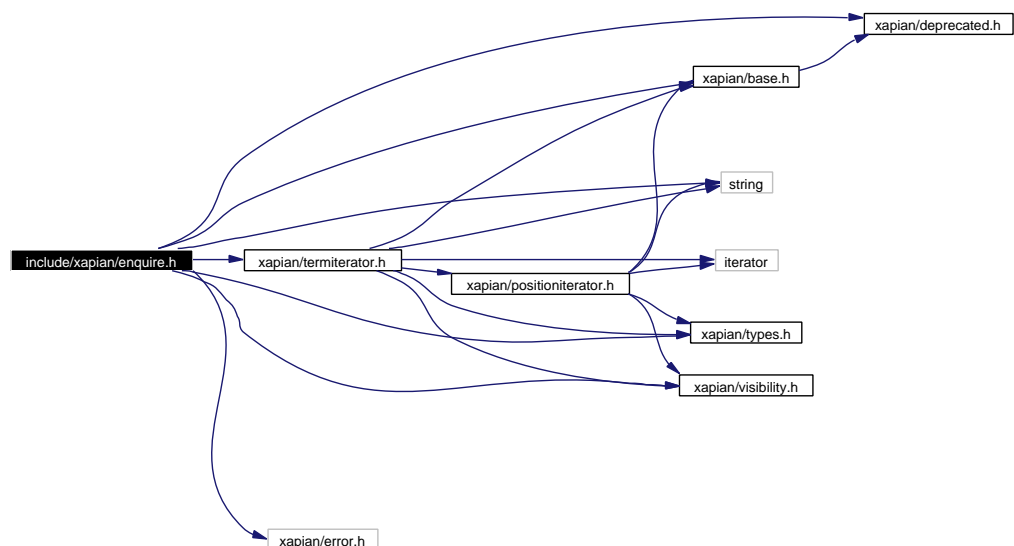 xapian/deprecated.h
xapian/base.h
string
include/xapian/enquire.h
xapian/termiterator.h
iterator
xapian/positioniterator.h
xapian/types.h
xapian/visibility.h
xapian/error.h